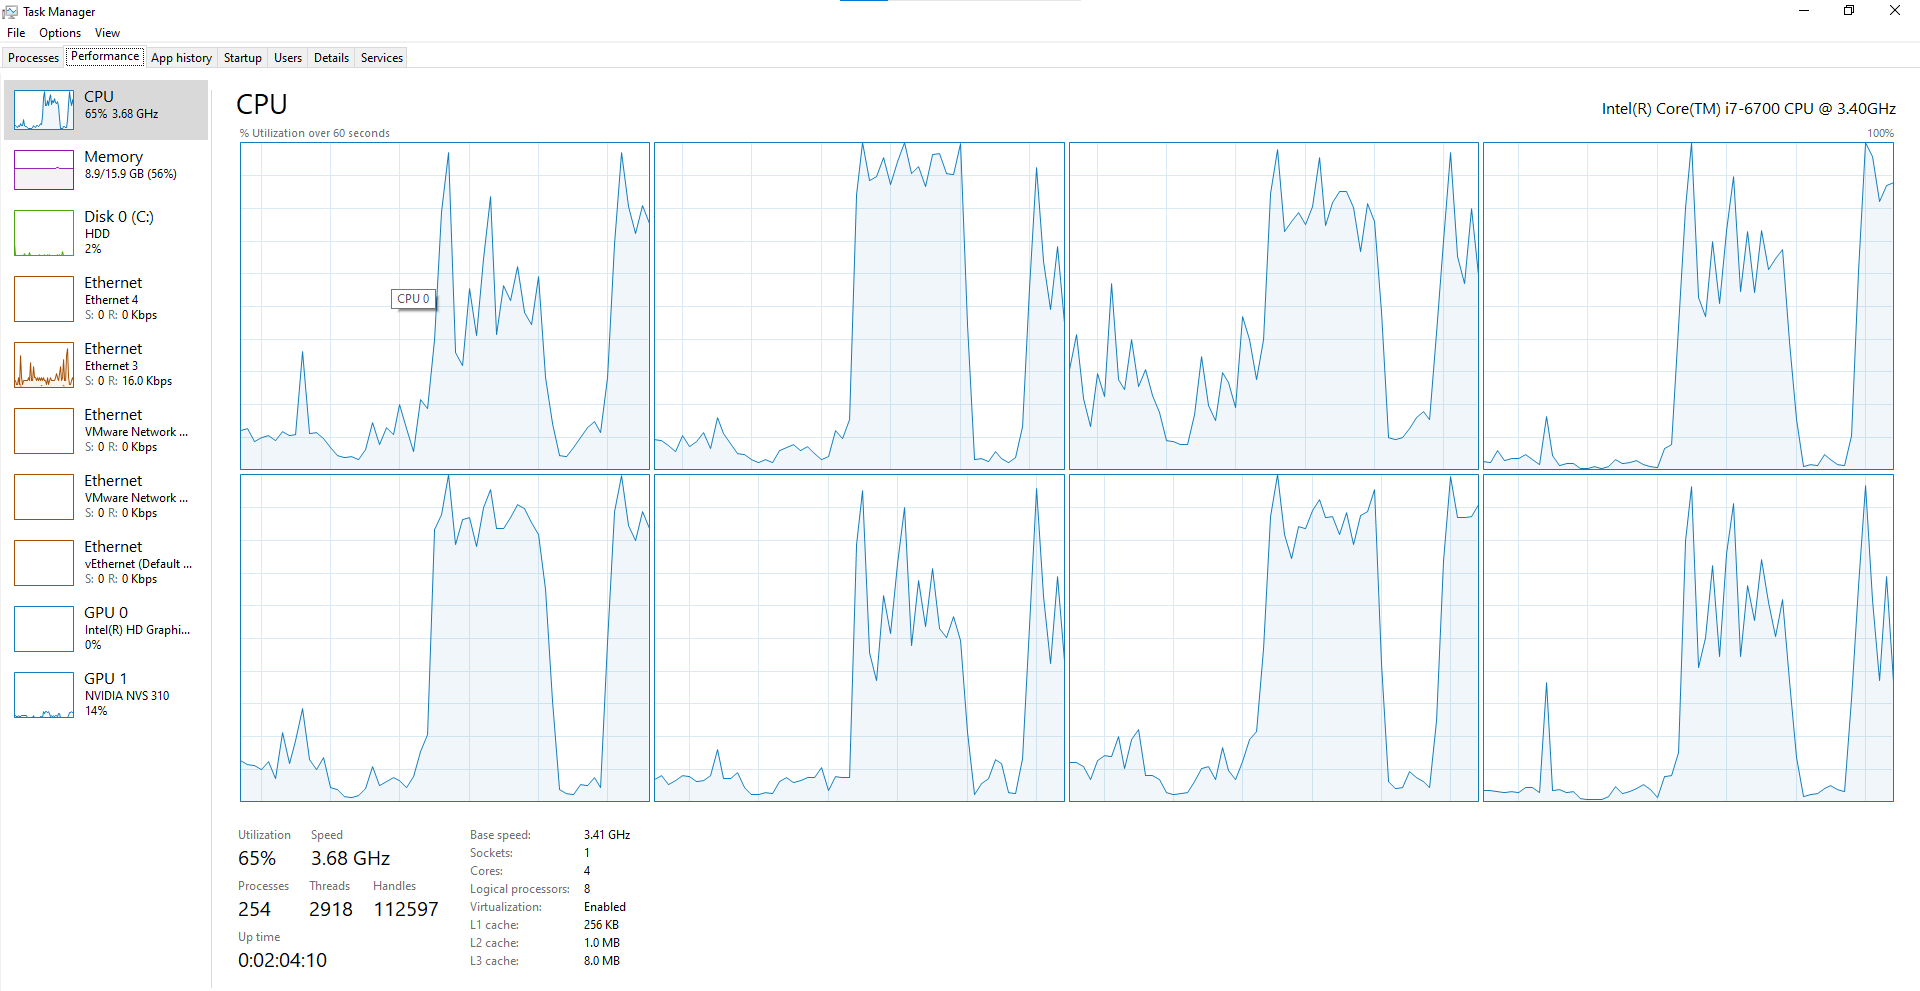 Task Manager
File Options View
Processes Performance App history Startup Users Details Services
CPU
65% 3.68 GHz
Memory
8.9/15.9 GB (56%)
Disk 0 (C:)
HDD
2%
Ethernet
Ethernet 4
S: 0 R: 0 Kbps
Ethernet
Ethernet 3
S: 0 R: 16.0 Kbps
Ethernet
VMware Network ...
S: 0 R: 0 Kbps
Ethernet
VMware Network ...
S: 0 R: 0 Kbps
Ethernet
vEthernet (Default ...
S: 0 R: 0 Kbps
GPU 0
Intel(R) HD Graphi...
0%
GPU 1
NVIDIA NVS 310
14%
CPU
Intel(R) Core(TM) i7-6700 CPU @ 3.40GHz
% Utilization over 60 seconds
100%
CPU 0
Utilization Speed
65% 3.68 GHz
Processes Threads Handles
254 2918 112597
Up time
0:02:04:10
Base speed: 3.41 GHz
Sockets: 1
Cores: 4
Logical processors: 8
Virtualization: Enabled
L1 cache: 256 KB
L2 cache: 1.0 MB
L3 cache: 8.0 MB